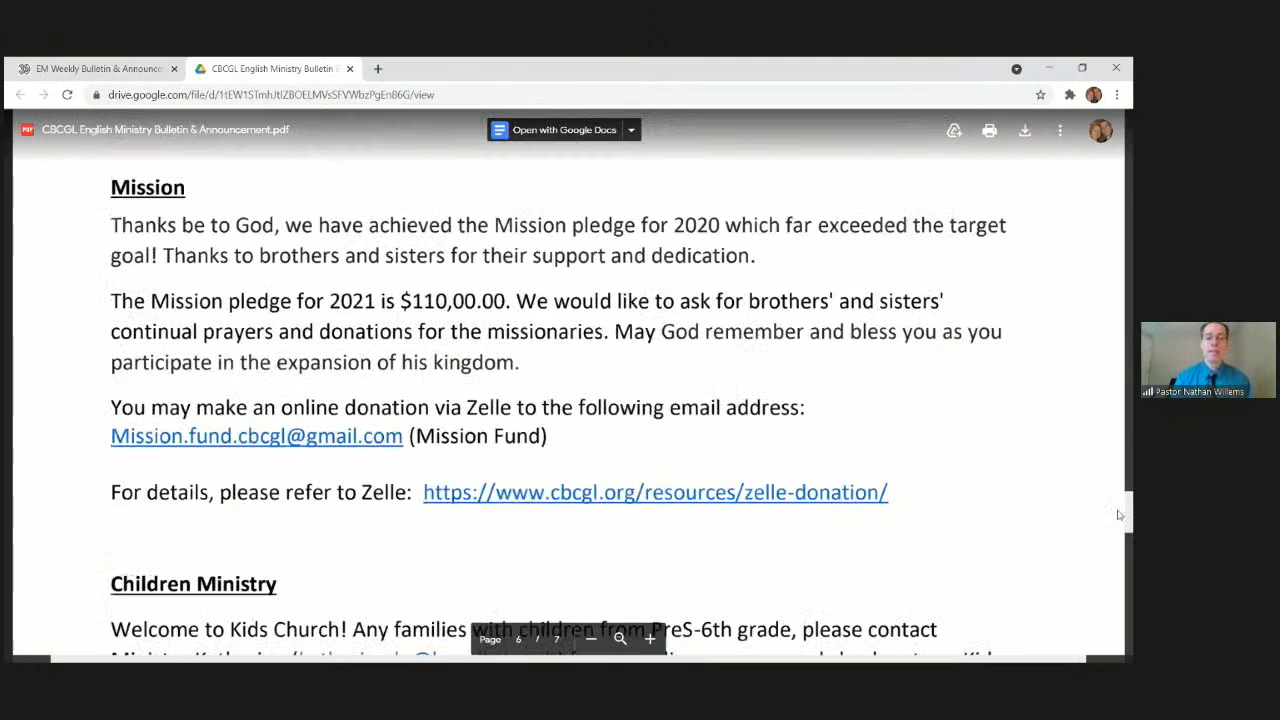 EM Weekly Bulletin & Announce
CBCGL English Ministry Bulletin &
drive.google.com/file/d/1tEW1STmhJtIZBOELMVsSFVWbzPgEn86G/view
PDF
CBCGL English Ministry Bulletin & Announcement.pdf
Open with Google Docs
Mission
Thanks be to God, we have achieved the Mission pledge for 2020 which far exceeded the target
goal! Thanks to brothers and sisters for their support and dedication.
The Mission pledge for 2021 is $110,00.00. We would like to ask for brothers' and sisters'
continual prayers and donations for the missionaries. May God remember and bless you as you
participate in the expansion of his kingdom.
You may make an online donation via Zelle to the following email address:
Mission.fund.cbcgl@gmail.com (Mission Fund)
For details, please refer to Zelle: https://www.cbcgl.org/resources/zelle-donation/
Children Ministry
Welcome to Kids Church! Any families with children from PreS-6th grade, please contact
Page 6 / 7
Pastor Nathan Willems